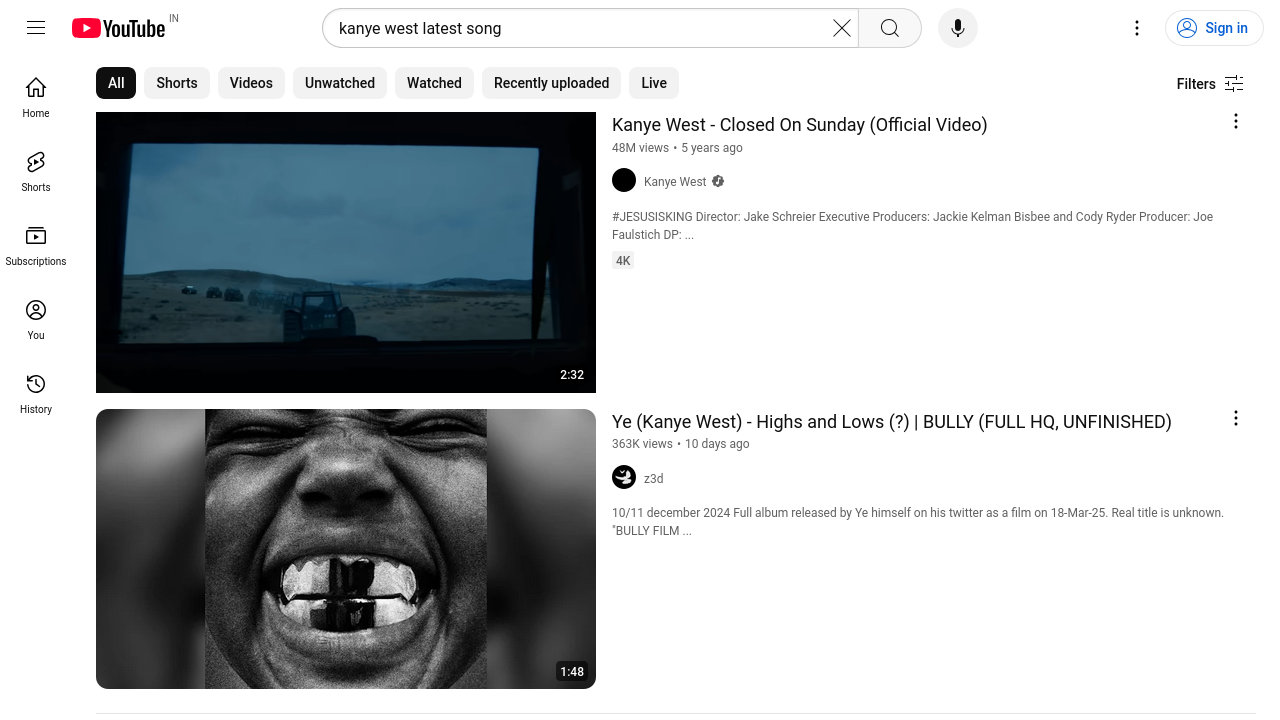 YouTube IN
kanye west latest song
Sign in
All
Shorts
Videos
Unwatched
Watched
Recently uploaded
Live
Filters
Home
Shorts
Subscriptions
You
History
2:32
Kanye West - Closed On Sunday (Official Video)
48M views • 5 years ago
Kanye West
#JESUSISKING Director: Jake Schreier Executive Producers: Jackie Kelman Bisbee and Cody Ryder Producer: Joe
Faulstich DP: ...
4K
1:48
Ye (Kanye West) - Highs and Lows (?) | BULLY (FULL HQ, UNFINISHED)
363K views • 10 days ago
z3d
10/11 december 2024 Full album released by Ye himself on his twitter as a film on 18-Mar-25. Real title is unknown.
"BULLY FILM ...